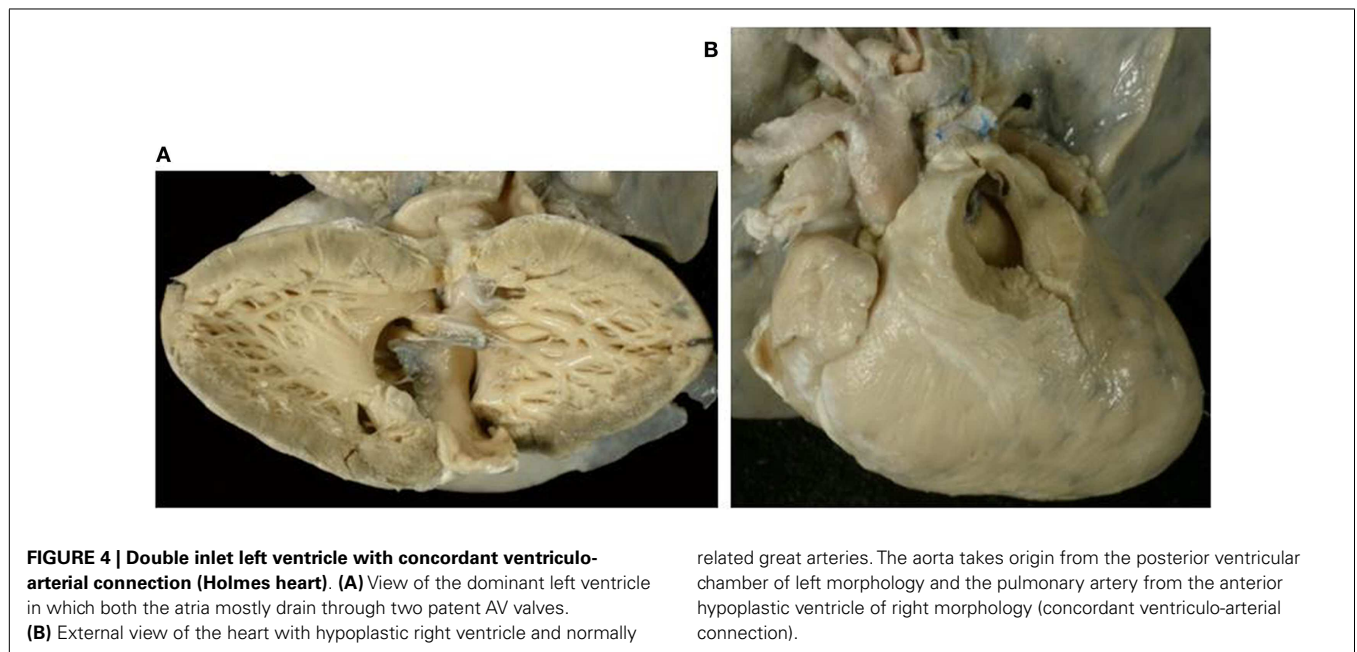 A
B
FIGURE 4 | Double inlet left ventricle with concordant ventriculo-
arterial connection (Holmes heart). (A) View of the dominant left ventricle
in which both the atria mostly drain through two patent AV valves.
(B) External view of the heart with hypoplastic right ventricle and normally
related great arteries. The aorta takes origin from the posterior ventricular
chamber of left morphology and the pulmonary artery from the anterior
hypoplastic ventricle of right morphology (concordant ventriculo-arterial
connection).